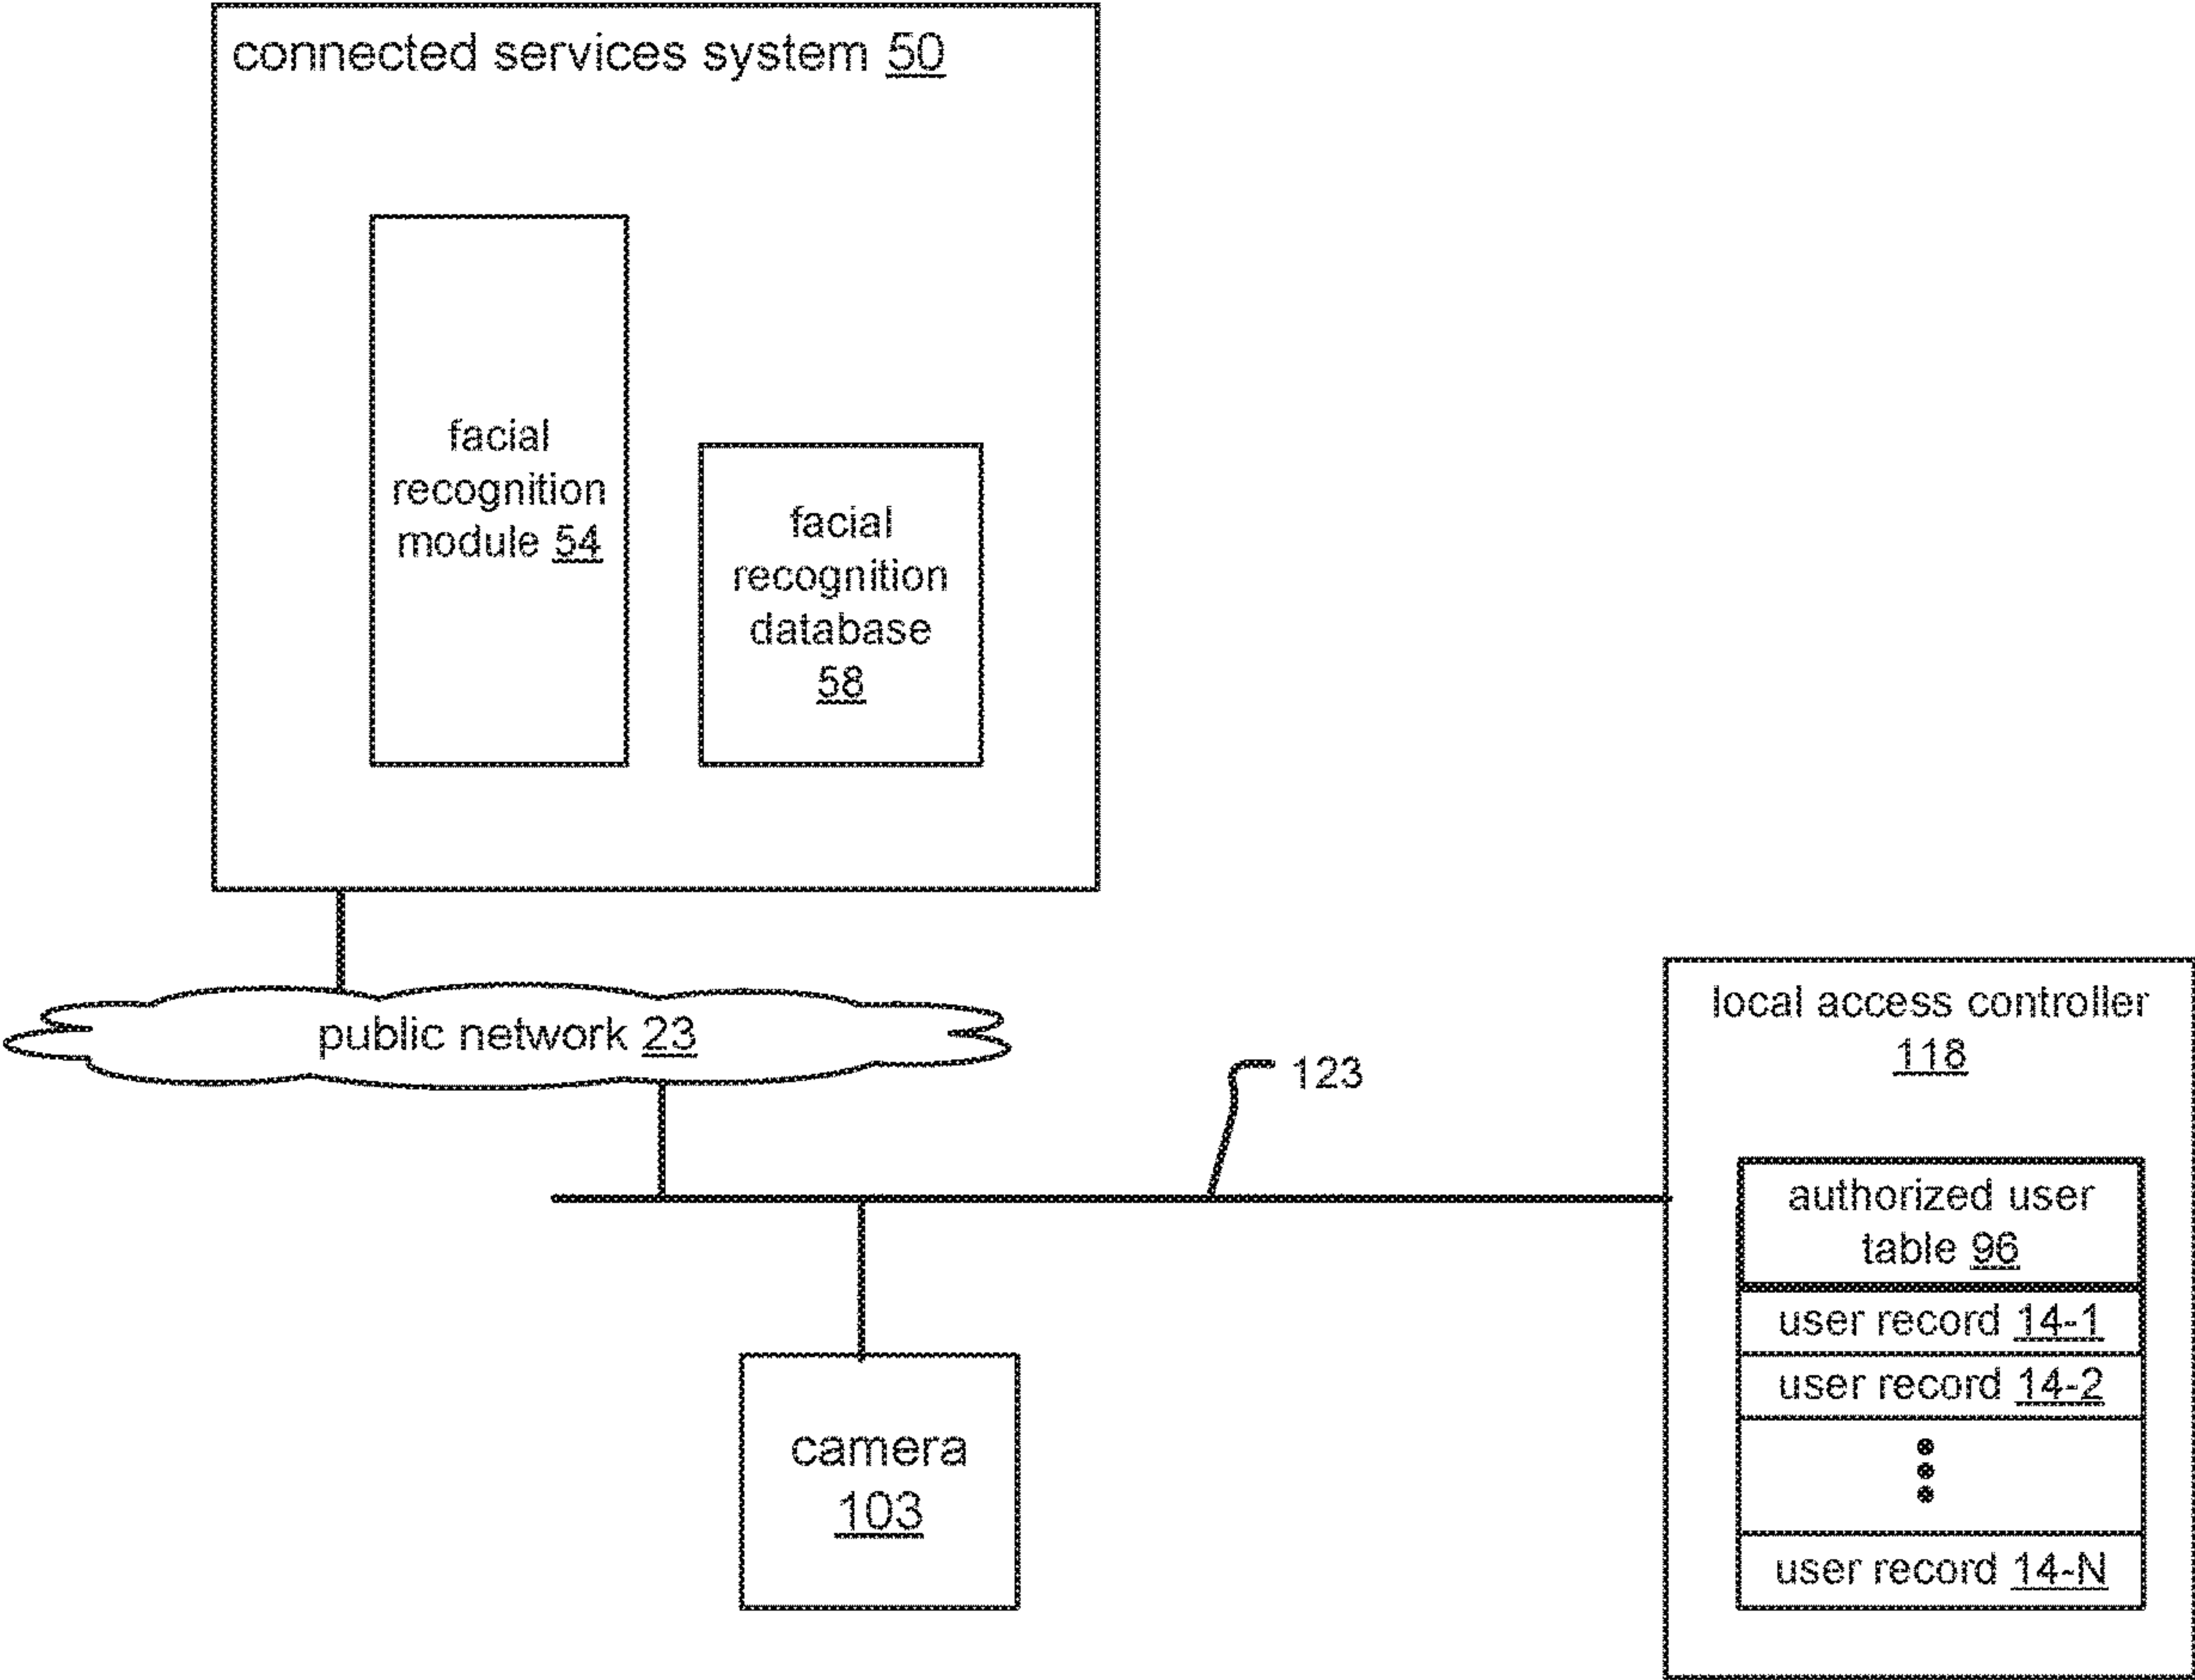 connected services system 50
facial
recognition
module 54
facial
recognition
database
58
public network 23
123
local access controller
118
authorized user
table 96
user record 14-1
user record 14-2
user record 14-N
camera
103